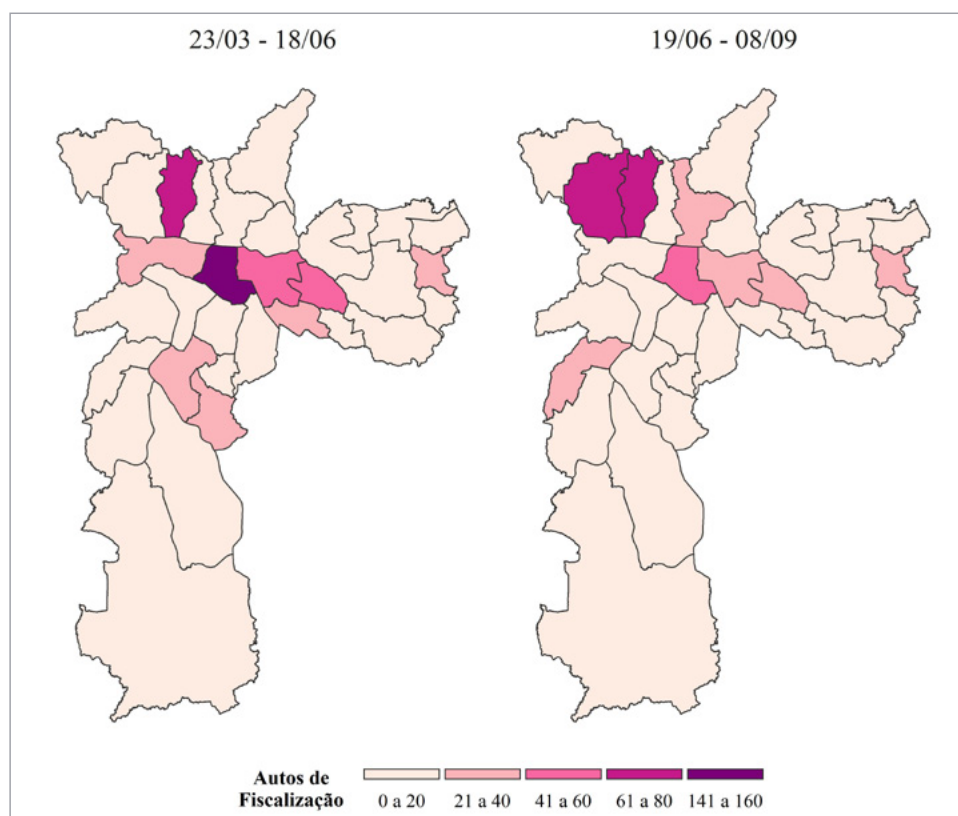 23/03 - 18/06
19/06 - 08/09
Autos de
Fiscalização
0 a 20
21 a 40
41 a 60
61 a 80
141 a 160